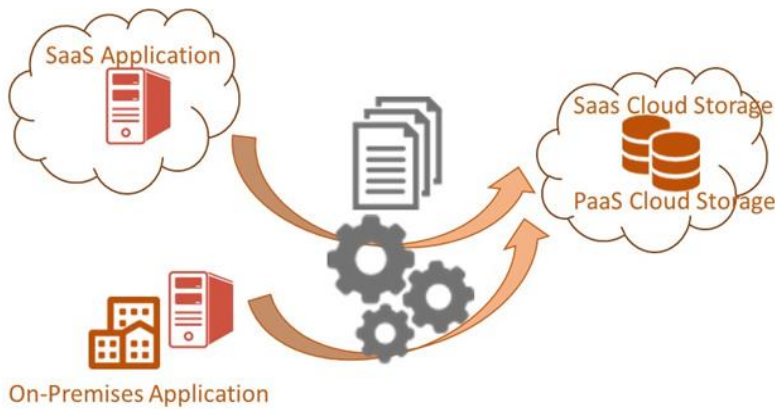 SaaS Application
Saas Cloud Storage
PaaS Cloud Storage
On-Premises Application